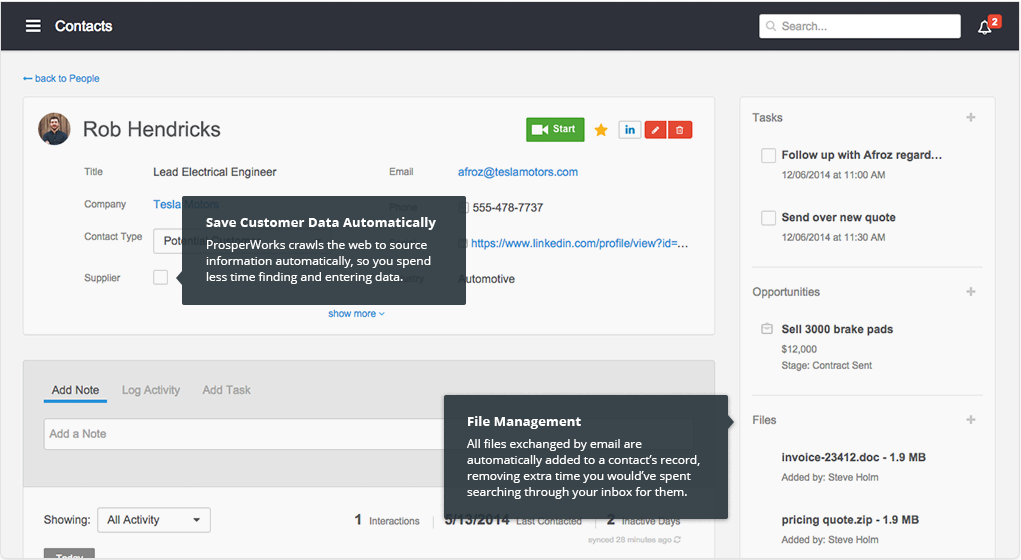 Contacts
Search...
2
← back to People
Rob Hendricks
Start
in
Title Lead Electrical Engineer
Email afroz@teslamotors.com
Company Tesla Motors
Phone 555-478-7737
Contact Type Potential
https://www.linkedin.com/profile/view?id=...
Supplier
Automotive
Save Customer Data Automatically
ProsperWorks crawls the web to source
information automatically, so you spend
less time finding and entering data.
show more
Add Note Log Activity Add Task
Add a Note
Showing: All Activity
1 Interactions
5/13/2014 Last Contacted
2 Inactive Days
synced 26 minutes ago
Today
Tasks
Follow up with Afroz regard...
12/06/2014 at 11:00 AM
Send over new quote
12/06/2014 at 11:30 AM
Opportunities
Sell 3000 brake pads
$12,000
Stage: Contract Sent
File Management
All files exchanged by email are
automatically added to a contact’s record,
removing extra time you would’ve spent
searching through your inbox for them.
Files
invoice-23412.doc - 1.9 MB
Added by: Steve Holm
pricing quote.zip - 1.9 MB
Added by: Steve Holm